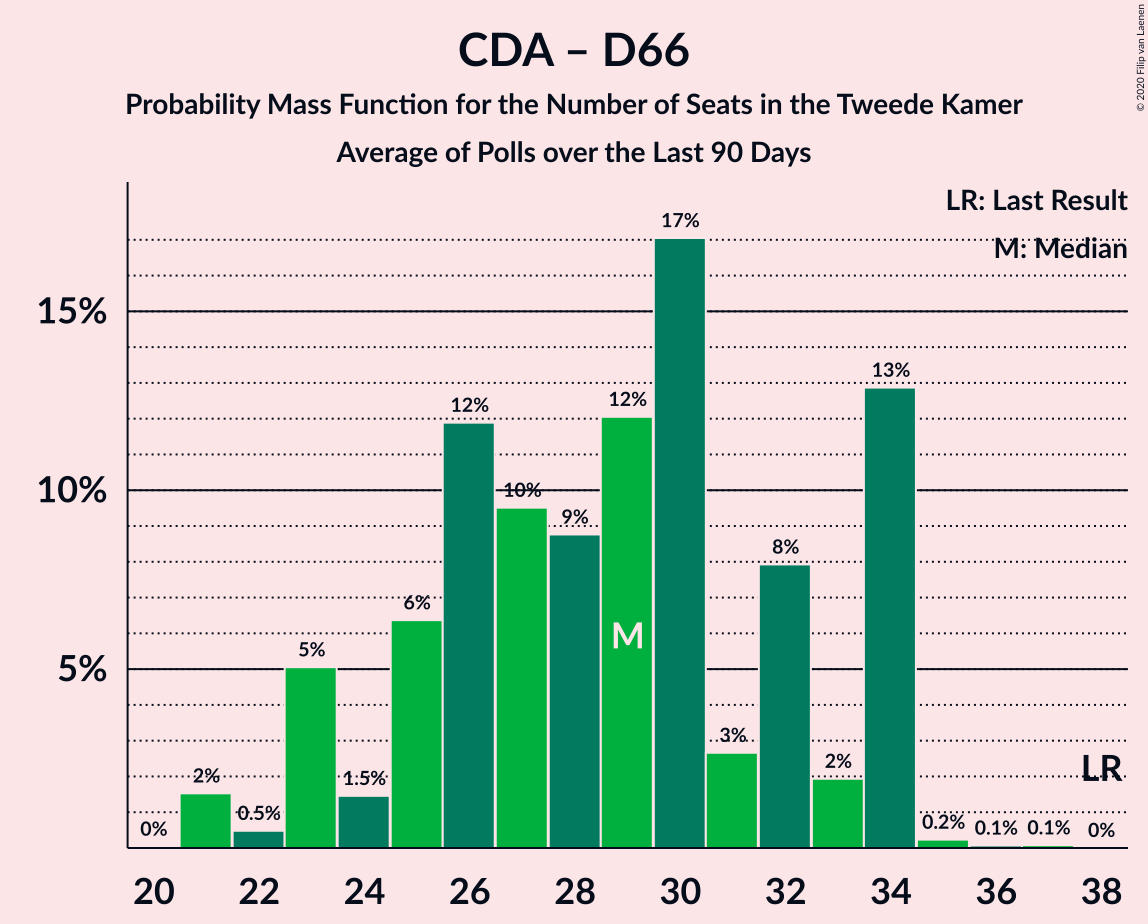 CDA – D66
Probability Mass Function for the Number of Seats in the Tweede Kamer
Average of Polls over the Last 90 Days
© 2020 Filip van Laenen
LR: Last Result
M: Median
15%
10%
5%
0%
2%
0.5%
5%
1.5%
6%
12%
10%
9%
12%
17%
3%
8%
2%
13%
0.2%
0.1%
0.1%
0%
M
LR
20 22 24 26 28 30 32 34 36 38